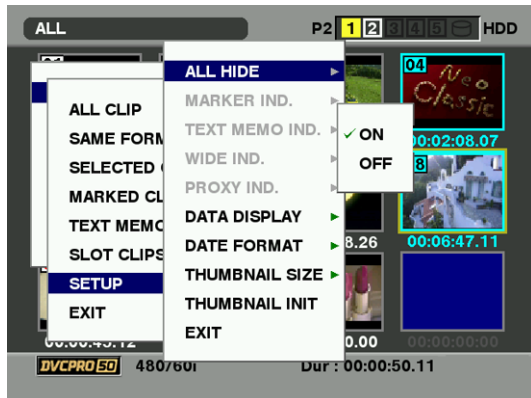 ALL
P2 1 2 3 4 5 HDD
ALL CLIP
SAME FORM
SELECTED
MARKED CL
TEXT MEMO
SLOT CLIPS
SETUP
EXIT
ALL HIDE
MARKER IND.
TEXT MEMO IND.
WIDE IND.
PROXY IND.
DATA DISPLAY
DATE FORMAT
THUMBNAIL SIZE
THUMBNAIL INIT
EXIT
✓ ON
OFF
04
Neo
Classic
00:02:08.07
8
8.26
00:06:47.11
0.00
00:00:00.00
DVCPRO 50
480/60i
Dur : 00:00:50.11